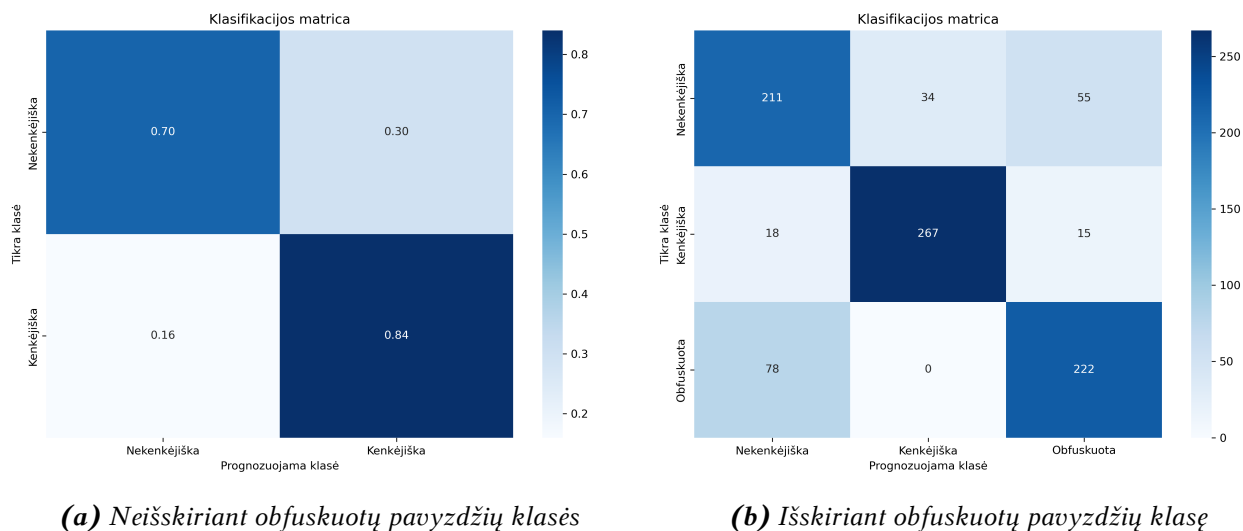 Klasifikacijos matrica
Nekenkėjiška
Kenkėjiška
Tikra klasė
0.70
0.30
0.16
0.84
Nekenkėjiška
Kenkėjiška
Prognozuojama klasė
0.8
0.7
0.6
0.5
0.4
0.3
0.2
(a) Neišskiriant obfuskuotų pavyzdžių klasės
Klasifikacijos matrica
Nekenkėjiška
Kenkėjiška
Obfuskuota
Tikra klasė
211
34
55
18
267
15
78
0
222
Nekenkėjiška
Kenkėjiška
Obfuskuota
Prognozuojama klasė
250
200
150
100
50
0
(b) Išskiriant obfuskuotų pavyzdžių klasę